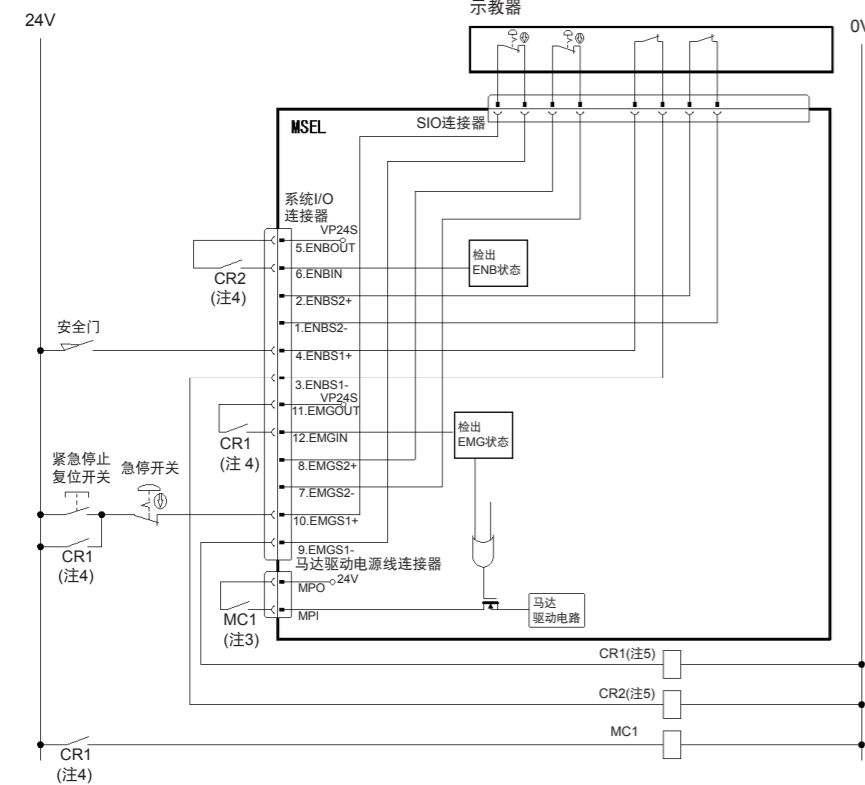 示教器
24V
0V
MSEL
SIO连接器
系统I/O
连接器
VP24S
5.ENBOUT
检出
ENB状态
6.ENBIN
CR2
(注4)
2.ENBS2+
1.ENBS2-
安全门
4.ENBS1+
3.ENBS1-
VP24S
11.EMGOUT
检出
EMG状态
12.EMGIN
CR1
(注 4)
紧急停止
复位开关
急停开关
8.EMGS2+
7.EMGS2-
10.EMGS1+
9.EMGS1-
CR1
(注4)
马达驱动电源线连接器
24V
MPO
MPI
马达
驱动电路
MC1
(注3)
CR1(注5)
CR2(注5)
MC1
CR1
(注4)